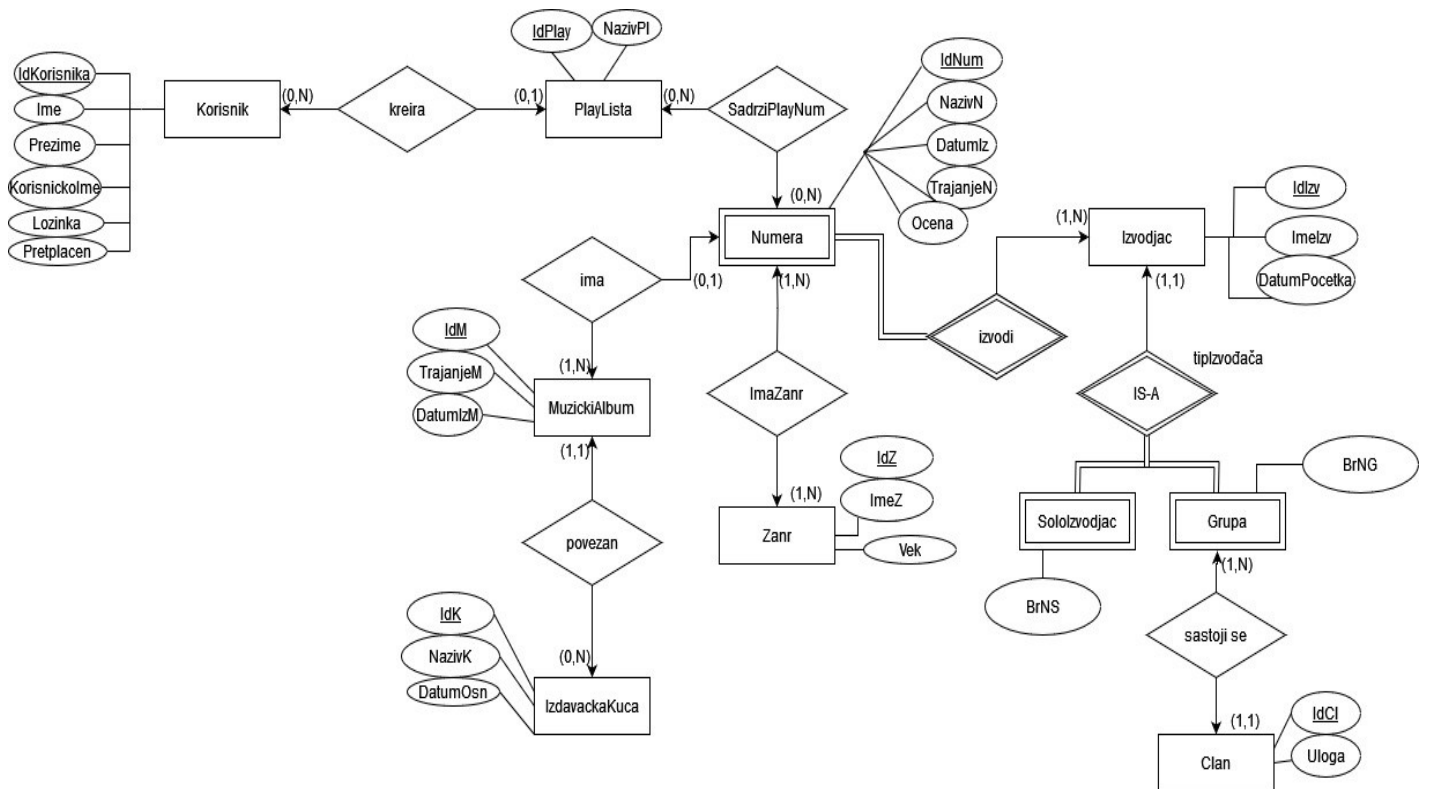 IdPlay
NazivPl
IdKorisnika
Ime
Prezime
KorisnickoIme
Lozinka
Pretplacen
Korisnik
(0,N)
kreira
(0,1)
PlayLista
(0,N)
SadrziPlayNum
(0,N)
IdNum
NazivN
DatumIz
TrajanjeN
Ocena
Numera
(0,1)
(1,N)
ima
izvodi
(1,N)
Izvodjac
(1,1)
IdIzv
ImeIzv
DatumPocetka
tipIzvođača
IS-A
IdM
TrajanjeM
DatumIzM
(1,N)
MuzickiAlbum
(1,1)
ImaZanr
(1,N)
Zanr
IdZ
ImeZ
Vek
SoloIzvodjac
BrNS
Grupa
BrNG
(1,N)
povezan
(0,N)
IdK
NazivK
DatumOsn
IzdavackaKuca
sastoji se
(1,1)
Clan
IdCl
Uloga